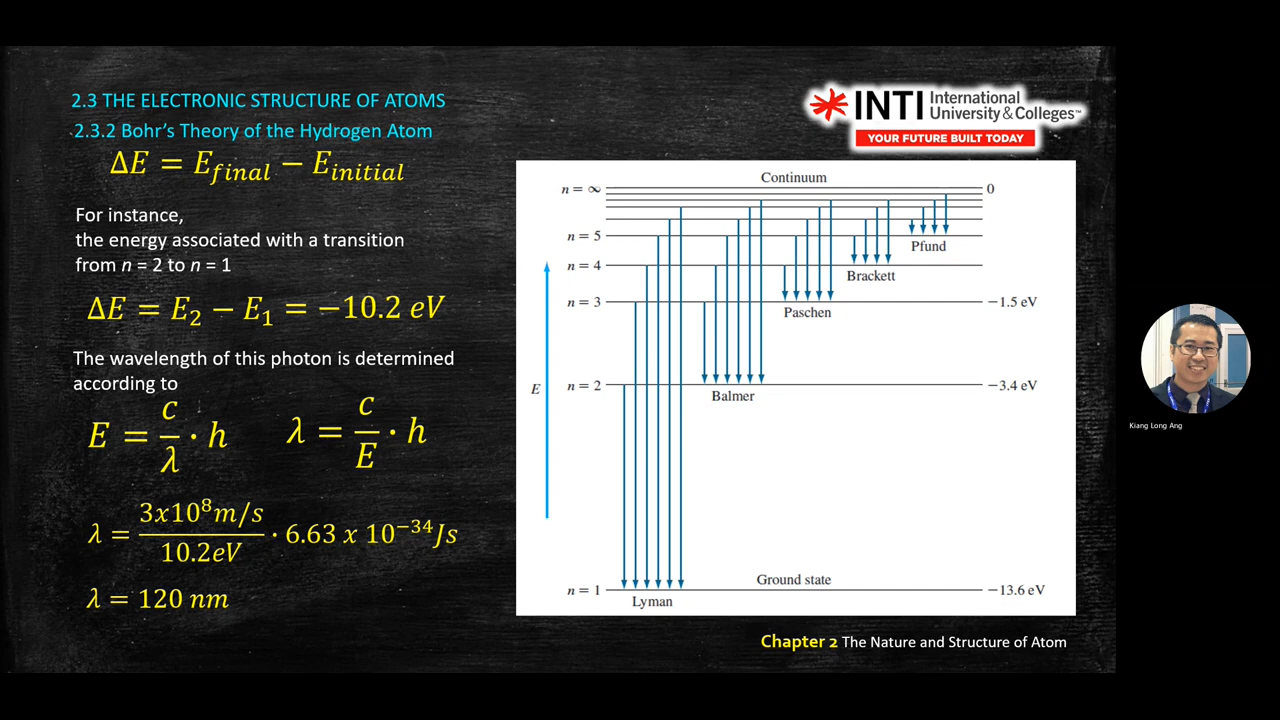 2.3 THE ELECTRONIC STRUCTURE OF ATOMS
2.3.2 Bohr's Theory of the Hydrogen Atom
ΔE = E_final − E_initial
For instance,
the energy associated with a transition
from n = 2 to n = 1
ΔE = E₂ − E₁ = −10.2 eV
The wavelength of this photon is determined
according to
E = c/λ · h
λ = c/E · h
λ = 3x10⁸m/s / 10.2eV · 6.63 x 10⁻³⁴Js
λ = 120 nm
INTI International University & Colleges™
YOUR FUTURE BUILT TODAY
Continuum
n = ∞
0
n = 5
Pfund
n = 4
Brackett
n = 3
−1.5 eV
Paschen
E
n = 2
−3.4 eV
Balmer
Ground state
n = 1
−13.6 eV
Lyman
Chapter 2 The Nature and Structure of Atom
Kiang Long Ang